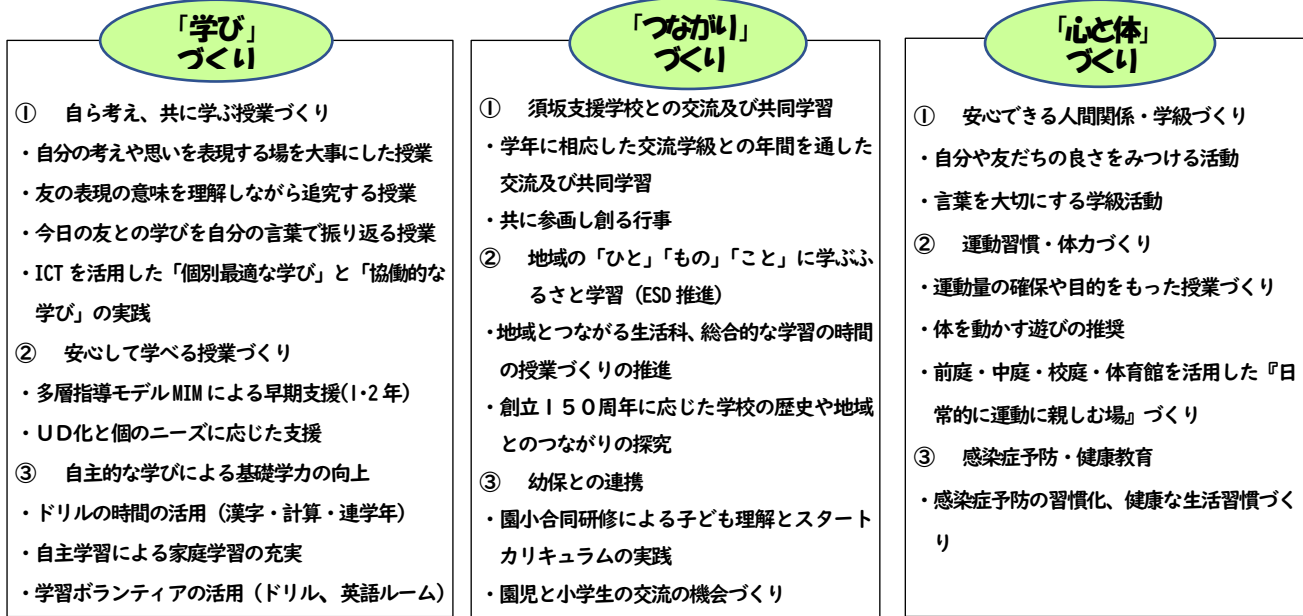 「学び」
づくり
① 自ら考え、共に学ぶ授業づくり
・自分の考えや思いを表現する場を大事にした授業
・友の表現の意味を理解しながら追究する授業
・今日の友との学びを自分の言葉で振り返る授業
・ICT を活用した「個別最適な学び」と「協働的な
学び」の実践
② 安心して学べる授業づくり
・多層指導モデル MIM による早期支援(1・2 年)
・UD化と個のニーズに応じた支援
③ 自主的な学びによる基礎学力の向上
・ドリルの時間の活用（漢字・計算・連学年）
・自主学習による家庭学習の充実
・学習ボランティアの活用（ドリル、英語ルーム）
「つながり」
づくり
① 須坂支援学校との交流及び共同学習
・学年に相応した交流学級との年間を通した
交流及び共同学習
・共に参画し創る行事
② 地域の「ひと」「もの」「こと」に学ぶふ
るさと学習（ESD 推進）
・地域とつながる生活科、総合的な学習の時間
の授業づくりの推進
・創立１５０周年に応じた学校の歴史や地域
とのつながりの探究
③ 幼保との連携
・園小合同研修による子ども理解とスタート
カリキュラムの実践
・園児と小学生の交流の機会づくり
「心と体」
づくり
① 安心できる人間関係・学級づくり
・自分や友だちの良さをみつける活動
・言葉を大切にする学級活動
② 運動習慣・体力づくり
・運動量の確保や目的をもった授業づくり
・体を動かす遊びの推奨
・前庭・中庭・校庭・体育館を活用した『日
常的に運動に親しむ場』づくり
③ 感染症予防・健康教育
・感染症予防の習慣化、健康な生活習慣づく
り